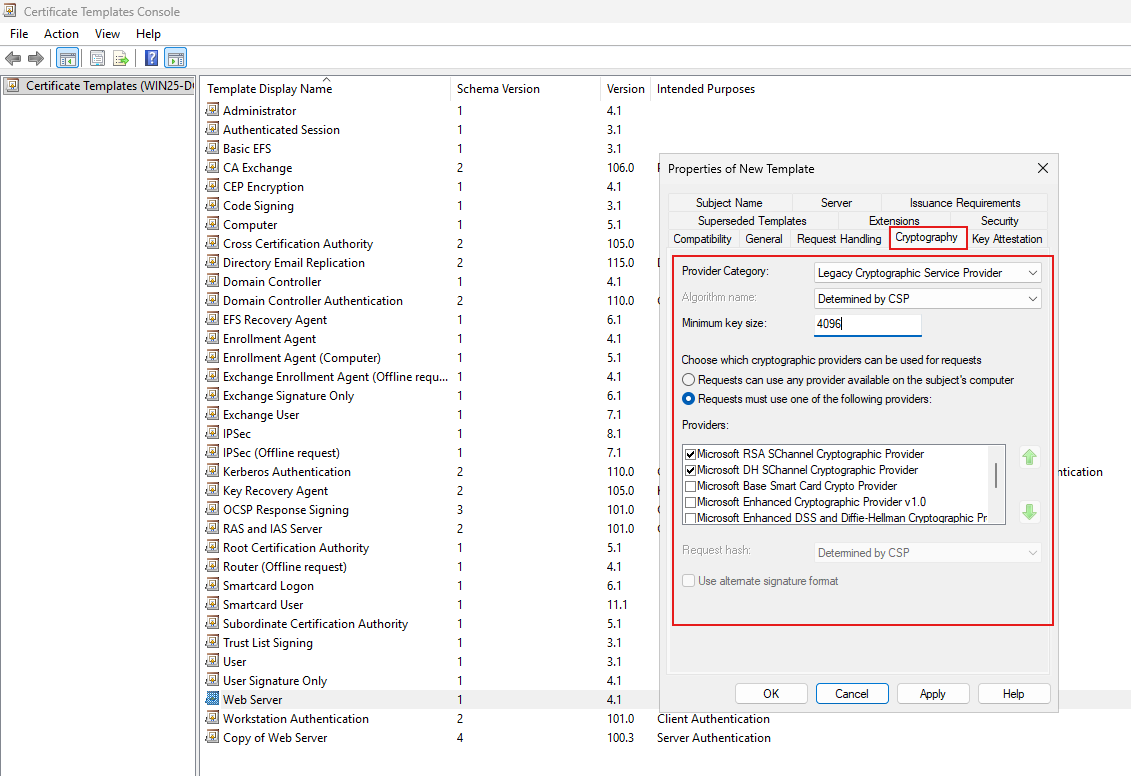 Certificate Templates Console
File Action View Help
Certificate Templates (WIN25-D
Template Display Name Schema Version Version Intended Purposes
Administrator 1 4.1
Authenticated Session 1 3.1
Basic EFS 1 3.1
CA Exchange 2 106.0
CEP Encryption 1 4.1
Code Signing 1 3.1
Computer 1 5.1
Cross Certification Authority 2 105.0
Directory Email Replication 2 115.0
Domain Controller 1 4.1
Domain Controller Authentication 2 110.0
EFS Recovery Agent 1 6.1
Enrollment Agent 1 4.1
Enrollment Agent (Computer) 1 5.1
Exchange Enrollment Agent (Offline requ... 1 4.1
Exchange Signature Only 1 6.1
Exchange User 1 7.1
IPSec 1 8.1
IPSec (Offline request) 1 7.1
Kerberos Authentication 2 110.0 ntication
Key Recovery Agent 2 105.0
OCSP Response Signing 3 101.0
RAS and IAS Server 2 101.0
Root Certification Authority 1 5.1
Router (Offline request) 1 4.1
Smartcard Logon 1 6.1
Smartcard User 1 11.1
Subordinate Certification Authority 1 5.1
Trust List Signing 1 3.1
User 1 3.1
User Signature Only 1 4.1
Web Server 1 4.1
Workstation Authentication 2 101.0 Client Authentication
Copy of Web Server 4 100.3 Server Authentication
Properties of New Template
Subject Name Server Issuance Requirements
Superseded Templates Extensions Security
Compatibility General Request Handling Cryptography Key Attestation
Provider Category: Legacy Cryptographic Service Provider
Algorithm name: Determined by CSP
Minimum key size: 4096
Choose which cryptographic providers can be used for requests
Requests can use any provider available on the subject's computer
Requests must use one of the following providers:
Providers:
Microsoft RSA SChannel Cryptographic Provider
Microsoft DH SChannel Cryptographic Provider
Microsoft Base Smart Card Crypto Provider
Microsoft Enhanced Cryptographic Provider v1.0
Microsoft Enhanced DSS and Diffie-Hellman Cryptographic Pr
Request hash: Determined by CSP
Use alternate signature format
OK Cancel Apply Help